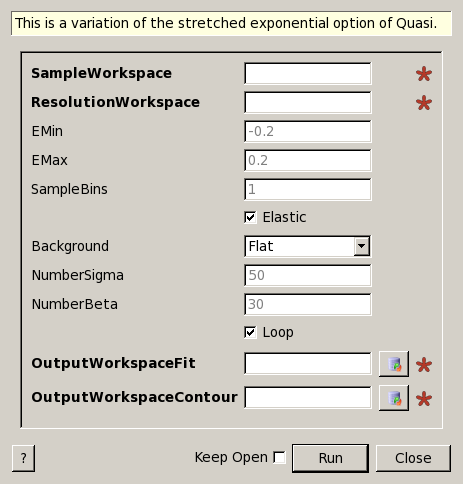 This is a variation of the stretched exponential option of Quasi.
SampleWorkspace
ResolutionWorkspace
EMin -0.2
EMax 0.2
SampleBins 1
Elastic
Background Flat
NumberSigma 50
NumberBeta 30
Loop
OutputWorkspaceFit
OutputWorkspaceContour
? Keep Open Run Close